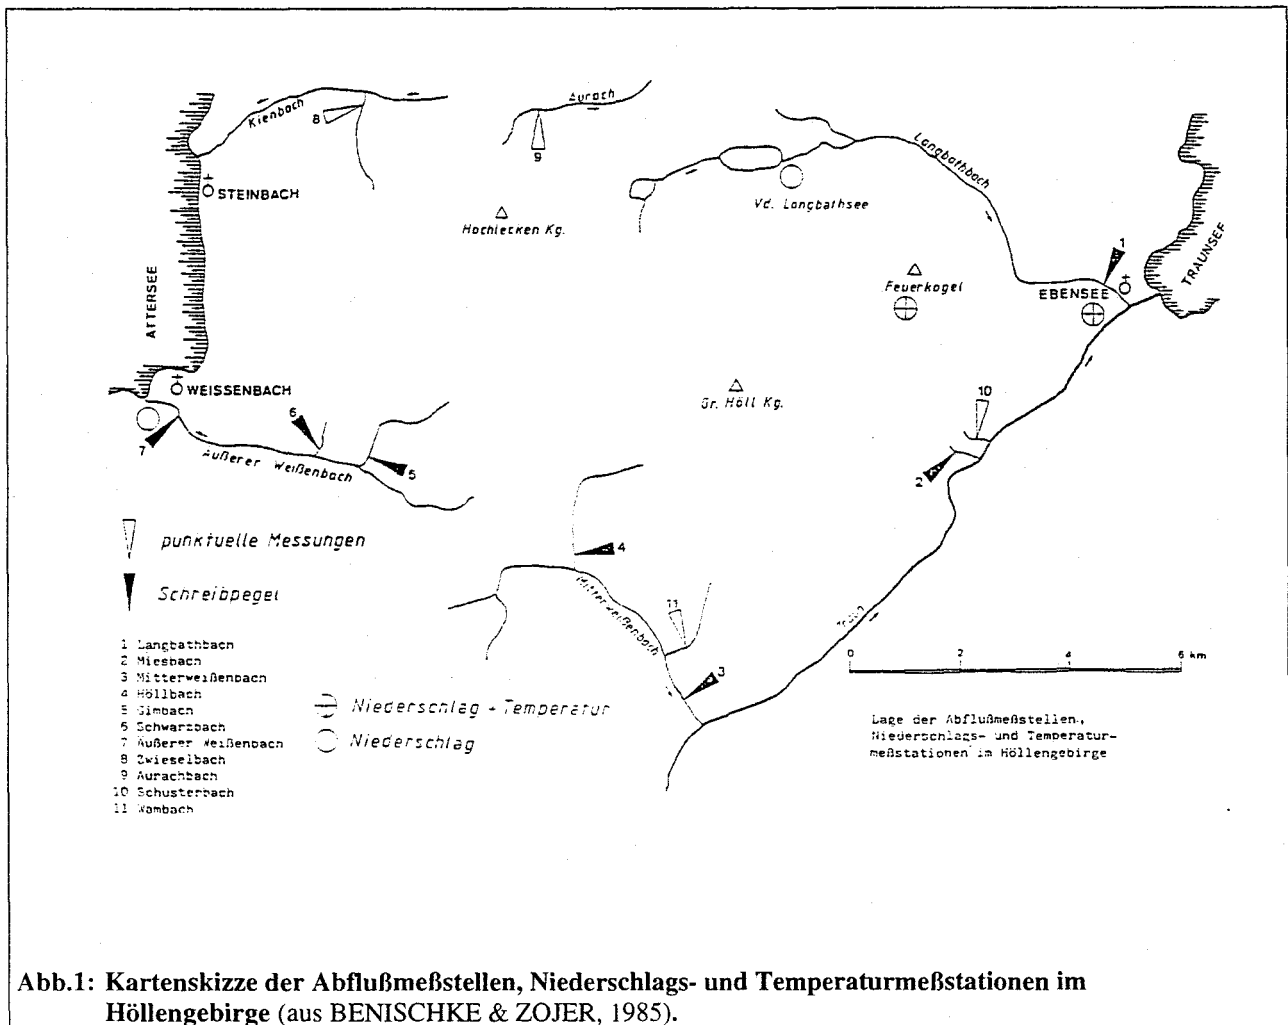 Kienbach
8
Aurach
9
STEINBACH
Hochlecken Kg.
Langbathbach
Vd. Langbathsee
ATTERSEE
TRAUNSEE
1
Feuerkogel
EBENSEE
WEISSENBACH
Gr. Höll Kg.
10
6
7
Äußerer Weißenbach
5
2
punktuelle Messungen
4
Schreibpegel
Mitterweißenbach
11
Traun
3
0 2 4 6 km
1 Langbathbach
2 Miesbach
3 Mitterweißenbach
4 Höllbach
5 Gimbach
6 Schwarzbach
7 Äußerer Weißenbach
8 Zwieselbach
9 Aurachbach
10 Schusterbach
11 Wambach
Niederschlag + Temperatur
Niederschlag
Lage der Abflußmeßstellen,
Niederschlags- und Temperatur-
meßstationen im Höllengebirge
Abb.1: Kartenskizze der Abflußmeßstellen, Niederschlags- und Temperaturmeßstationen im
Höllengebirge (aus BENISCHKE & ZOJER, 1985).